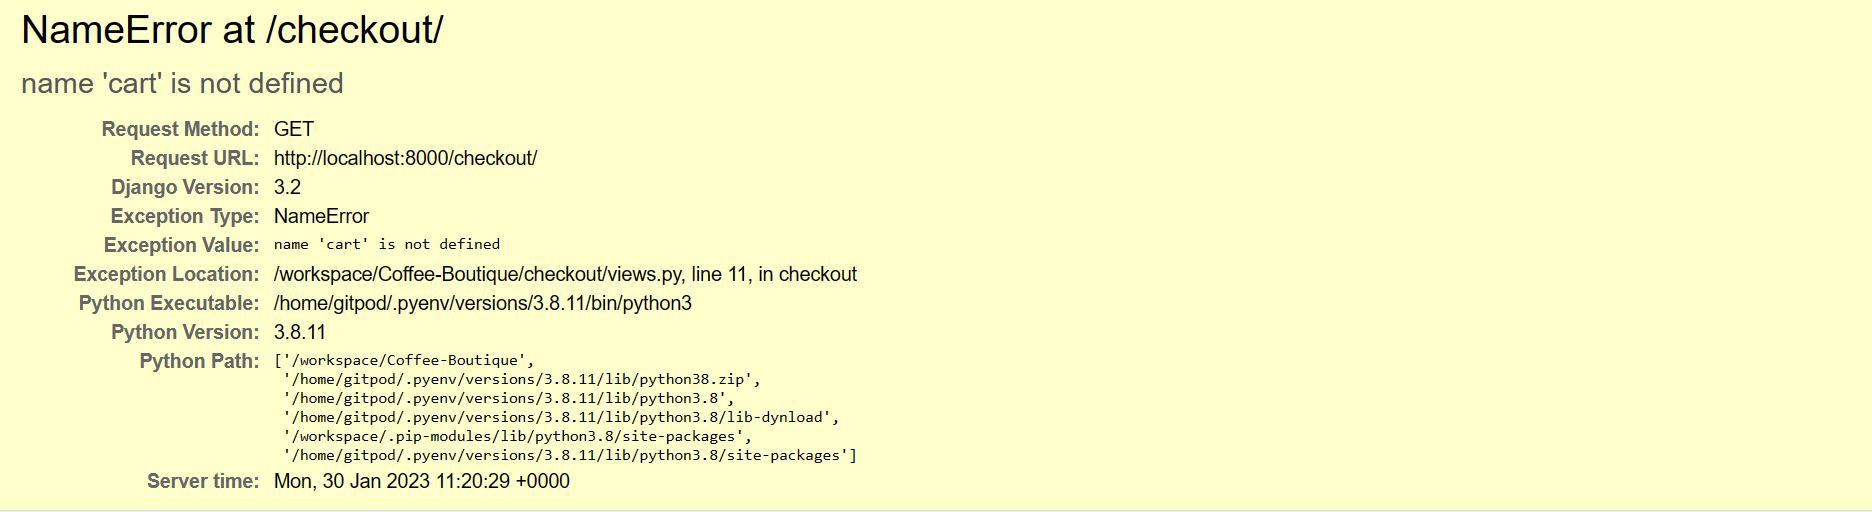 NameError at /checkout/
name 'cart' is not defined
Request Method: GET
Request URL: http://localhost:8000/checkout/
Django Version: 3.2
Exception Type: NameError
Exception Value: name 'cart' is not defined
Exception Location: /workspace/Coffee-Boutique/checkout/views.py, line 11, in checkout
Python Executable: /home/gitpod/.pyenv/versions/3.8.11/bin/python3
Python Version: 3.8.11
Python Path: ['/workspace/Coffee-Boutique',
'/home/gitpod/.pyenv/versions/3.8.11/lib/python38.zip',
'/home/gitpod/.pyenv/versions/3.8.11/lib/python3.8',
'/home/gitpod/.pyenv/versions/3.8.11/lib/python3.8/lib-dynload',
'/workspace/.pip-modules/lib/python3.8/site-packages',
'/home/gitpod/.pyenv/versions/3.8.11/lib/python3.8/site-packages']
Server time: Mon, 30 Jan 2023 11:20:29 +0000